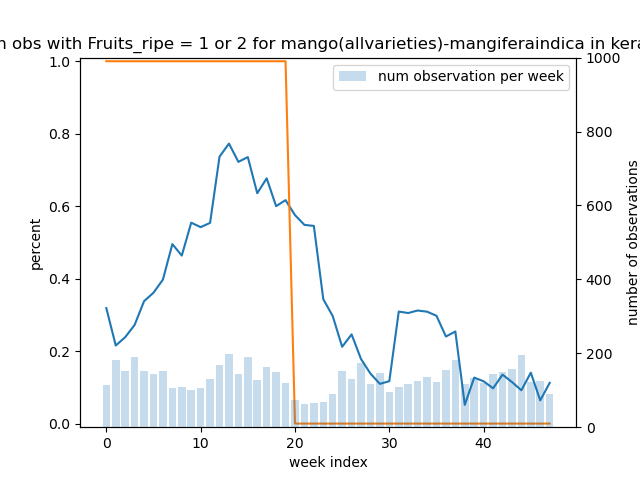 obs with Fruits_ripe = 1 or 2 for mango(allvarieties)-mangiferaindica in
num observation per week
percent
1.0
0.8
0.6
0.4
0.2
0.0
1000
800
600
400
200
0
number of observations
0 10 20 30 40
week index